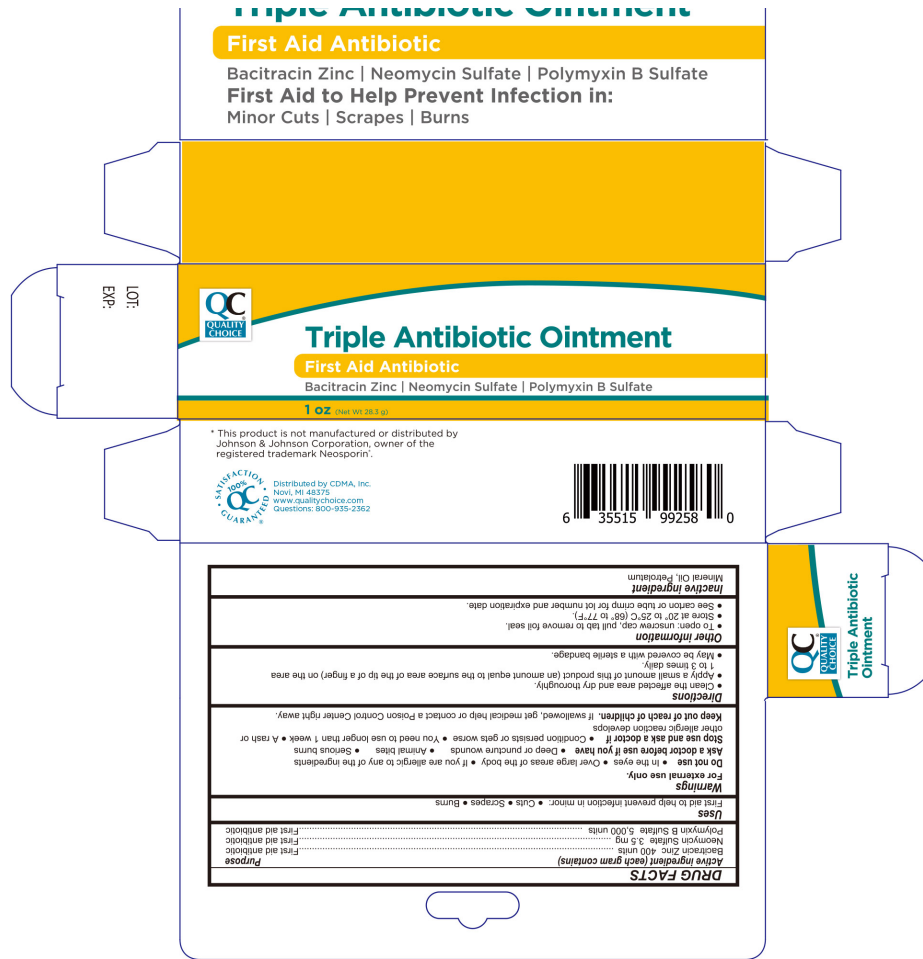 Triple Antibiotic Ointment
First Aid Antibiotic
Bacitracin Zinc | Neomycin Sulfate | Polymyxin B Sulfate
First Aid to Help Prevent Infection in:
Minor Cuts | Scrapes | Burns
LOT:
EXP:
QC
QUALITY
CHOICE
Triple Antibiotic Ointment
First Aid Antibiotic
Bacitracin Zinc | Neomycin Sulfate | Polymyxin B Sulfate
1 oz (Net Wt 28.3 g)
* This product is not manufactured or distributed by
Johnson & Johnson Corporation, owner of the
registered trademark Neosporin*.
SATISFACTION
100%
QC
GUARANTEED
Distributed by CDMA, Inc.
Novi, MI 48375
www.qualitychoice.com
Questions: 800-935-2362
6 35515 99258 0
QC
QUALITY
CHOICE
Triple Antibiotic
Ointment
DRUG FACTS
Active ingredient (each gram contains) Purpose
Bacitracin Zinc 400 units ........ First aid antibiotic
Neomycin Sulfate 3.5 mg ........ First aid antibiotic
Polymyxin B Sulfate 5,000 units ........ First aid antibiotic
Uses
First aid to help prevent infection in minor: • Cuts • Scrapes • Burns
Warnings
For external use only.
Do not use • In the eyes • Over large areas of the body • If you are allergic to any of the ingredients
Ask a doctor before use if you have • Deep or puncture wounds • Animal bites • Serious burns
Stop use and ask a doctor if • Condition persists or gets worse • You need to use longer than 1 week • A rash or
other allergic reaction develops
Keep out of reach of children. If swallowed, get medical help or contact a Poison Control Center right away.
Directions
• Clean the affected area and dry thoroughly.
• Apply a small amount of this product (an amount equal to the surface area of the tip of a finger) on the area
1 to 3 times daily.
• May be covered with a sterile bandage.
Other information
• To open: unscrew cap, pull tab to remove foil seal.
• Store at 20° to 25°C (68° to 77°F).
• See carton or tube crimp for lot number and expiration date.
Inactive ingredient
Mineral Oil, Petrolatum